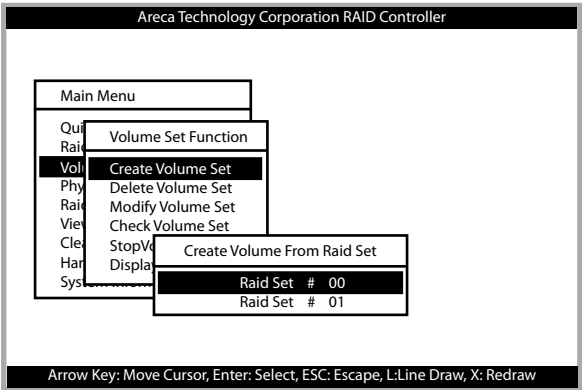 Areca Technology Corporation RAID Controller
Main Menu
Volume Set Function
Create Volume Set
Delete Volume Set
Modify Volume Set
Check Volume Set
Create Volume From Raid Set
Raid Set # 00
Raid Set # 01
Arrow Key: Move Cursor, Enter: Select, ESC: Escape, L:Line Draw, X: Redraw